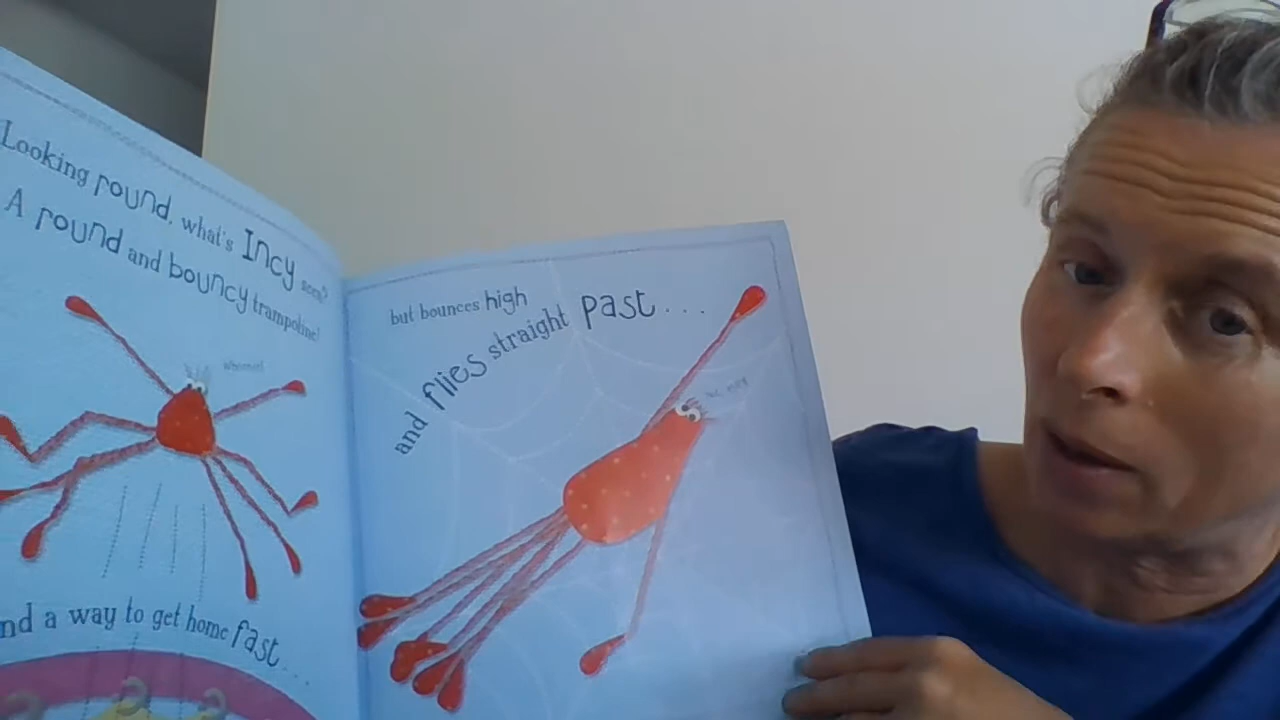 Looking round, what's Incy seen?
A round and bouncy trampoline!
Wheeeee!
nd a way to get home fast...
but bounces high
and flies straight past...